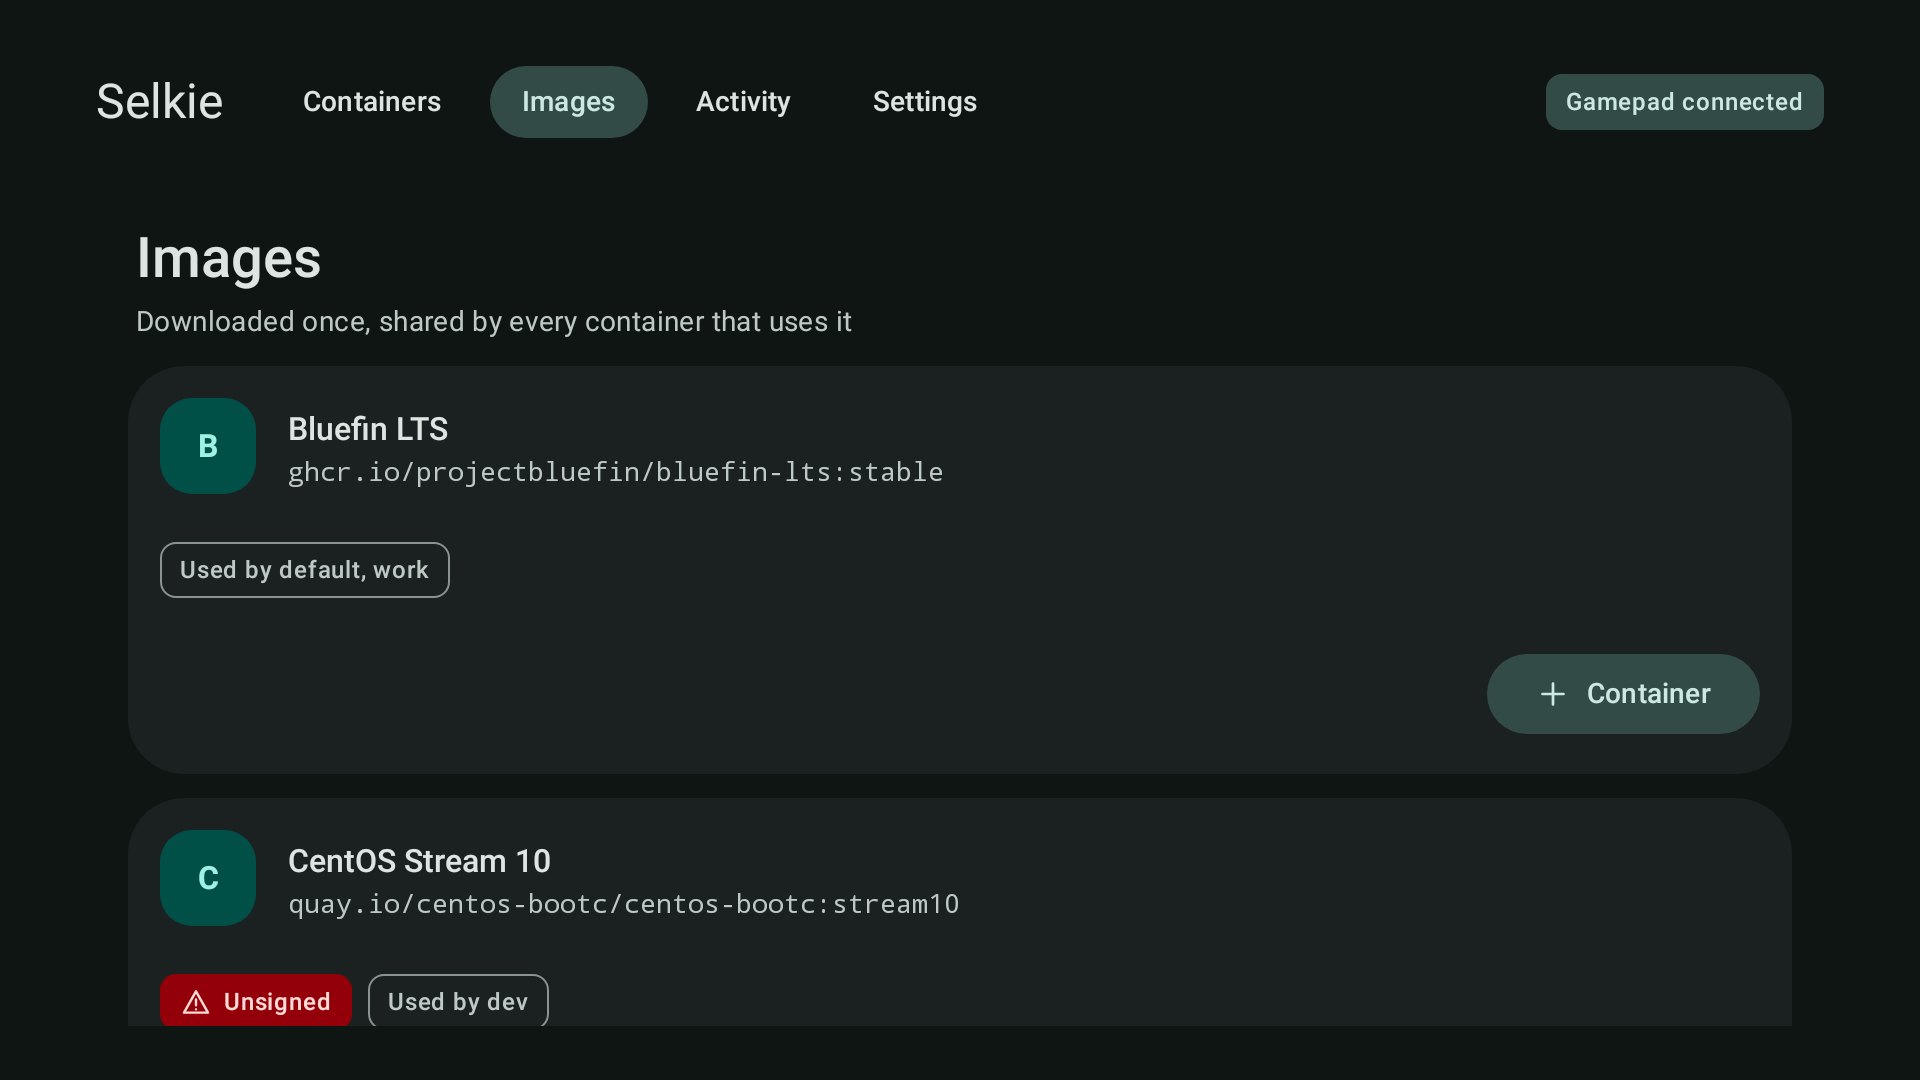 Selkie
Containers
Images
Activity
Settings
Gamepad connected
Images
Downloaded once, shared by every container that uses it
B
Bluefin LTS
ghcr.io/projectbluefin/bluefin-lts:stable
Used by default, work
Container
C
CentOS Stream 10
quay.io/centos-bootc/centos-bootc:stream10
Unsigned
Used by dev